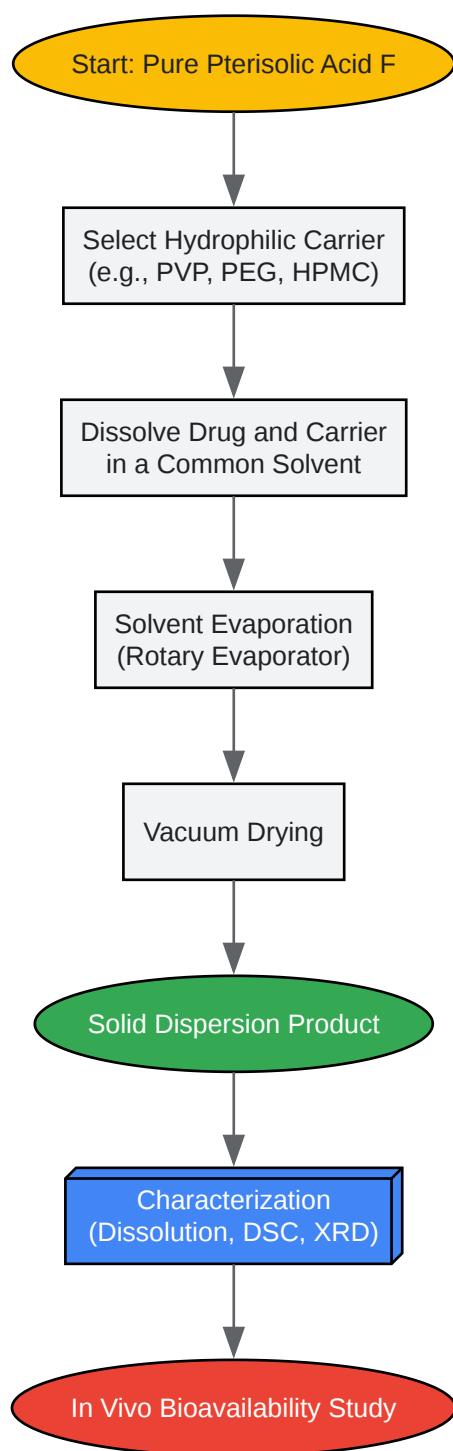 Start: Pure Pterisolic Acid F
Select Hydrophilic Carrier
(e.g., PVP, PEG, HPMC)
Dissolve Drug and Carrier
in a Common Solvent
Solvent Evaporation
(Rotary Evaporator)
Vacuum Drying
Solid Dispersion Product
Characterization
(Dissolution, DSC, XRD)
In Vivo Bioavailability Study